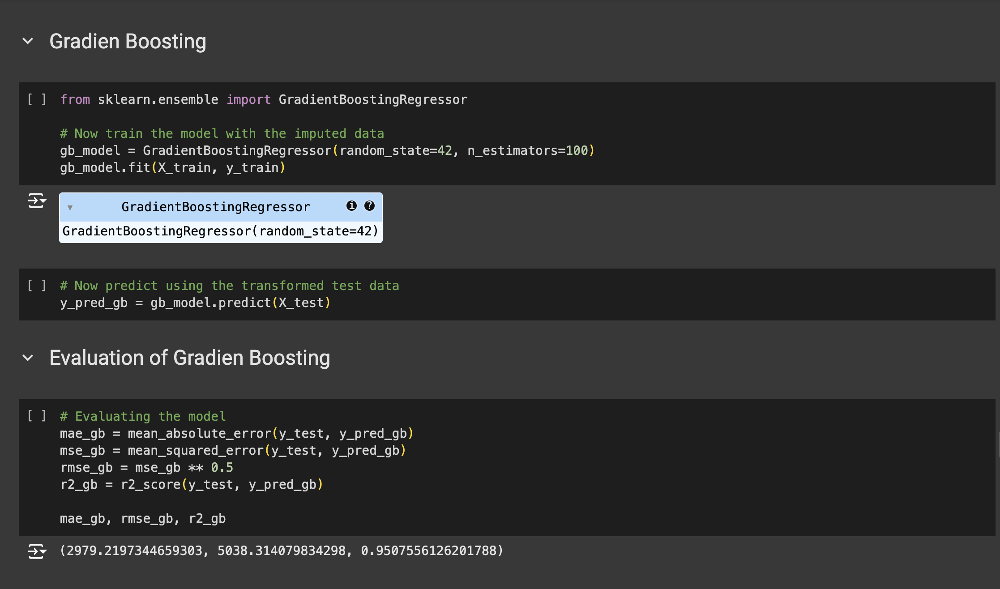 Gradien Boosting
[ ] from sklearn.ensemble import GradientBoostingRegressor
# Now train the model with the imputed data
gb_model = GradientBoostingRegressor(random_state=42, n_estimators=100)
gb_model.fit(X_train, y_train)
GradientBoostingRegressor i ?
GradientBoostingRegressor(random_state=42)
[ ] # Now predict using the transformed test data
y_pred_gb = gb_model.predict(X_test)
Evaluation of Gradien Boosting
[ ] # Evaluating the model
mae_gb = mean_absolute_error(y_test, y_pred_gb)
mse_gb = mean_squared_error(y_test, y_pred_gb)
rmse_gb = mse_gb ** 0.5
r2_gb = r2_score(y_test, y_pred_gb)
mae_gb, rmse_gb, r2_gb
(2979.2197344659303, 5038.314079834298, 0.9507556126201788)